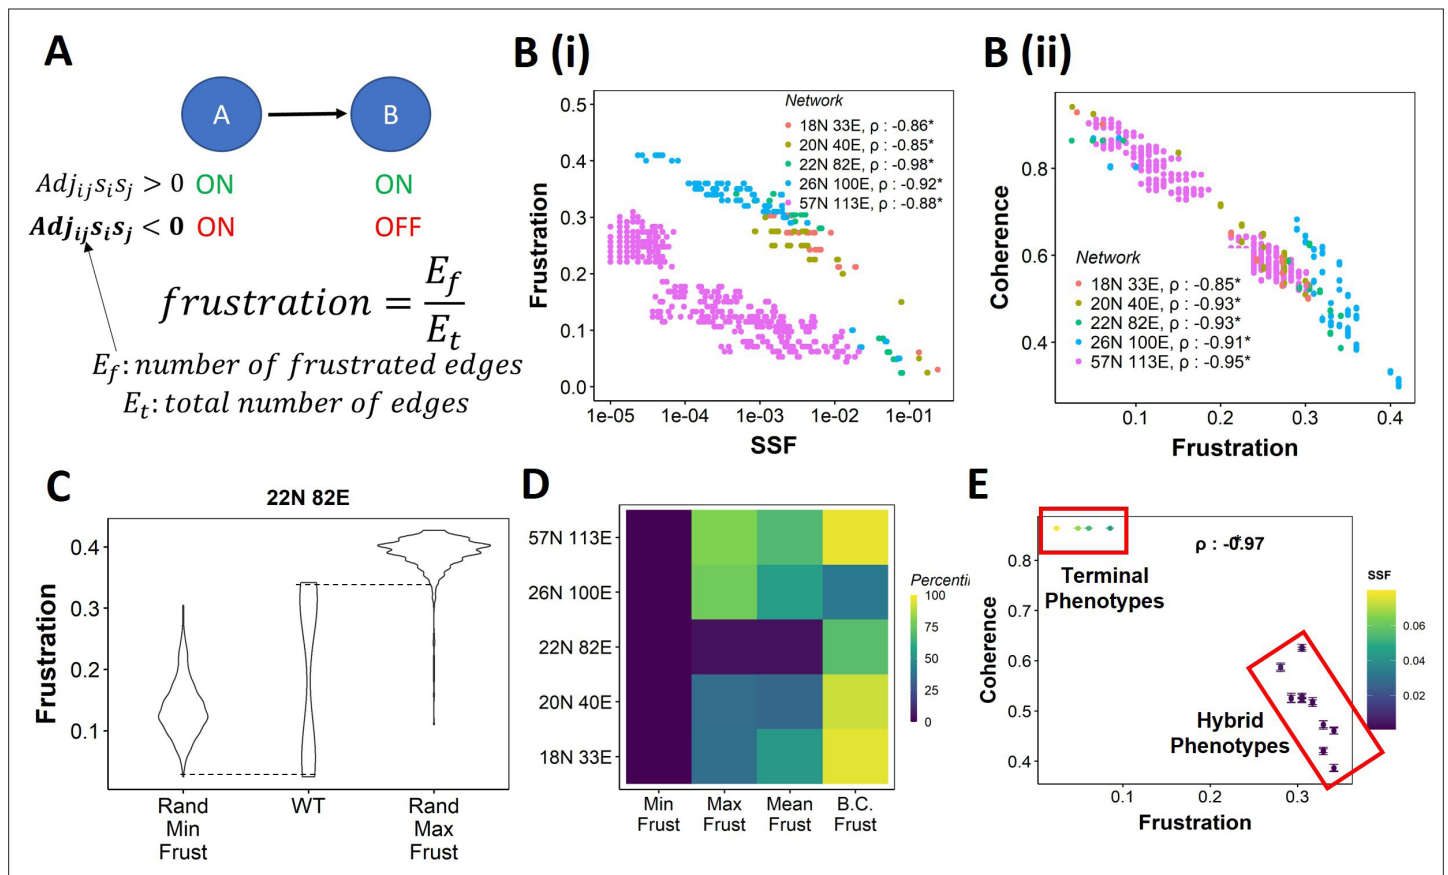 A
A
B
Adj_ij s_i s_j > 0 ON ON
Adj_ij s_i s_j < 0 ON OFF
frustration = E_f / E_t
E_f: number of frustrated edges
E_t: total number of edges
B (i)
Frustration
0.5
0.4
0.3
0.2
0.1
0.0
Network
18N 33E, ρ : -0.86*
20N 40E, ρ : -0.85*
22N 82E, ρ : -0.98*
26N 100E, ρ : -0.92*
57N 113E, ρ : -0.88*
1e-05 1e-04 1e-03 1e-02 1e-01
SSF
B (ii)
Coherence
0.8
0.6
0.4
Network
18N 33E, ρ : -0.85*
20N 40E, ρ : -0.93*
22N 82E, ρ : -0.93*
26N 100E, ρ : -0.91*
57N 113E, ρ : -0.95*
0.1 0.2 0.3 0.4
Frustration
C
22N 82E
Frustration
0.4
0.3
0.2
0.1
Rand
Min
Frust
WT
Rand
Max
Frust
D
57N 113E
26N 100E
22N 82E
20N 40E
18N 33E
Min
Frust
Max
Frust
Mean
Frust
B.C.
Frust
Percentil
100
75
50
25
0
E
Coherence
0.8
0.7
0.6
0.5
0.4
ρ : -0.97
*
Terminal
Phenotypes
Hybrid
Phenotypes
0.1 0.2 0.3
Frustration
SSF
0.06
0.04
0.02